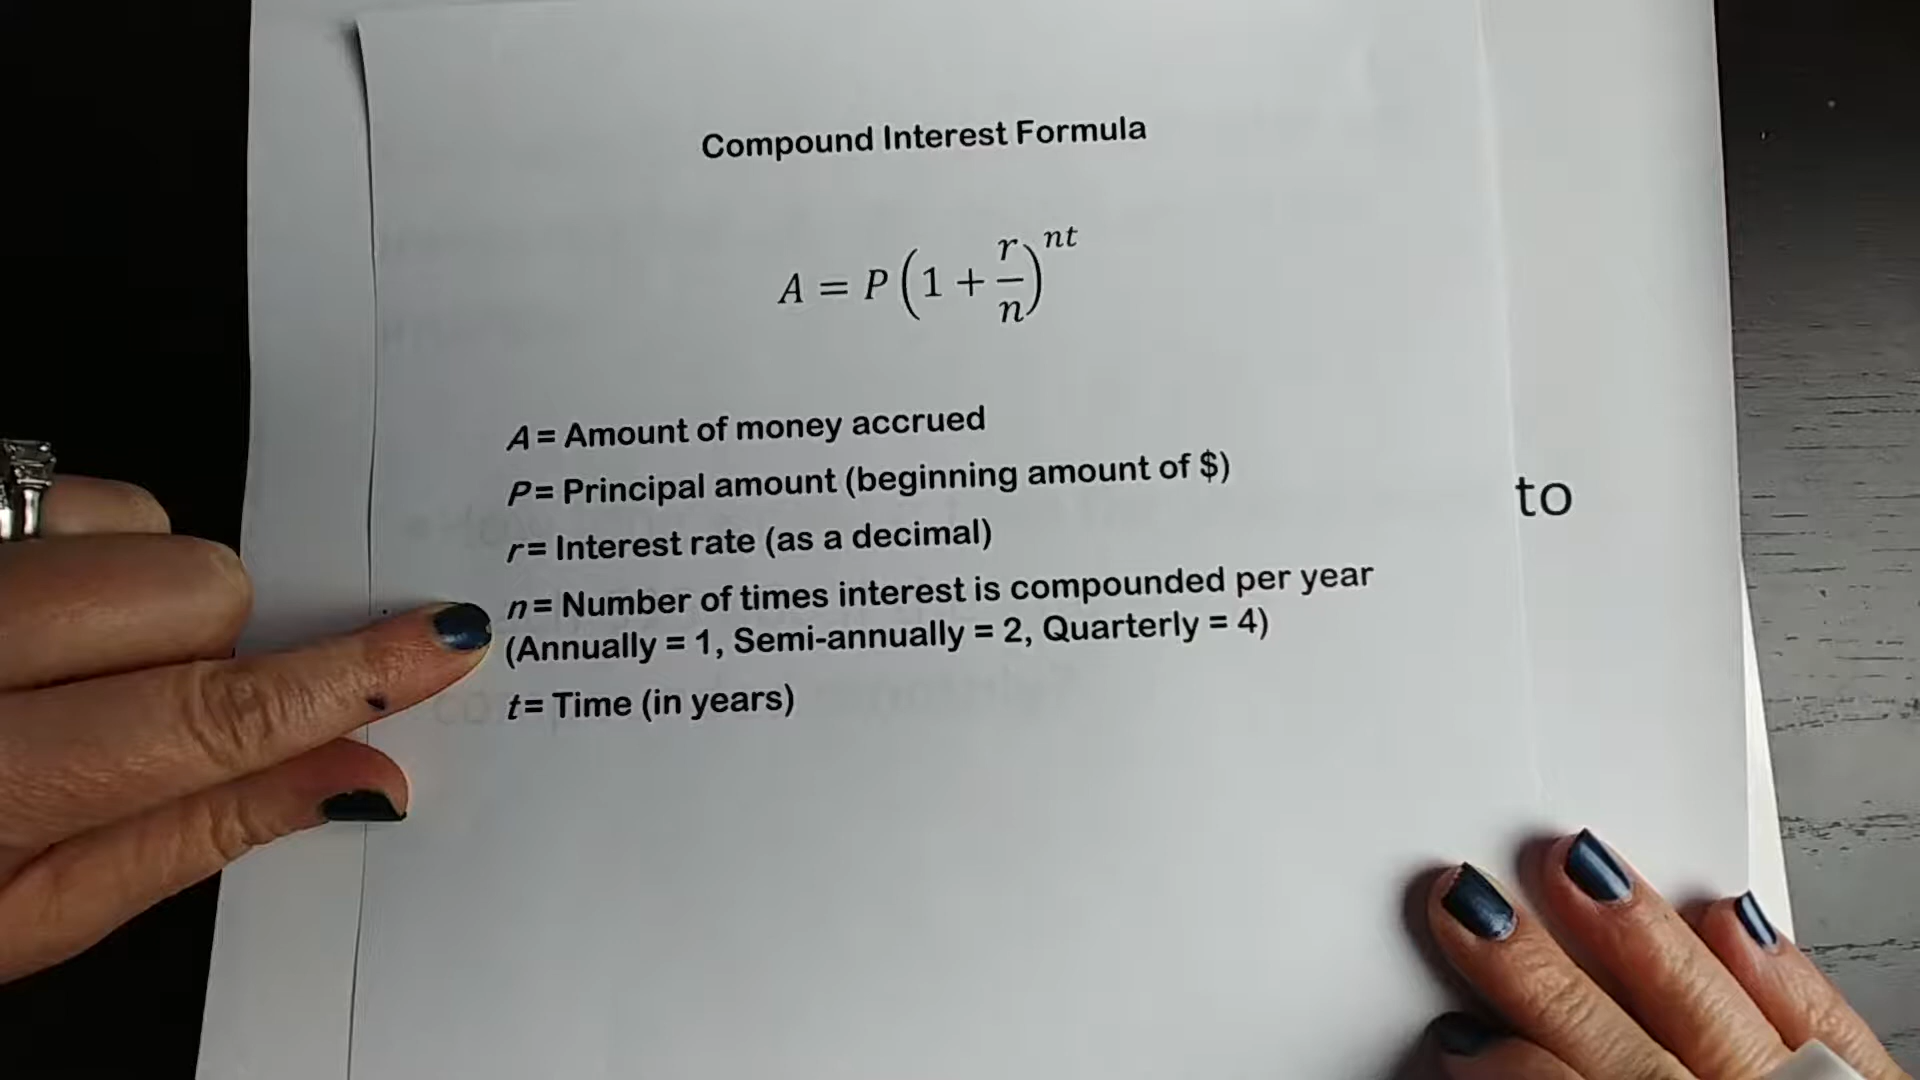 Compound Interest Formula
A = P(1 + r/n)^nt
A= Amount of money accrued
P= Principal amount (beginning amount of $)
r= Interest rate (as a decimal)
n= Number of times interest is compounded per year
(Annually = 1, Semi-annually = 2, Quarterly = 4)
t= Time (in years)
to